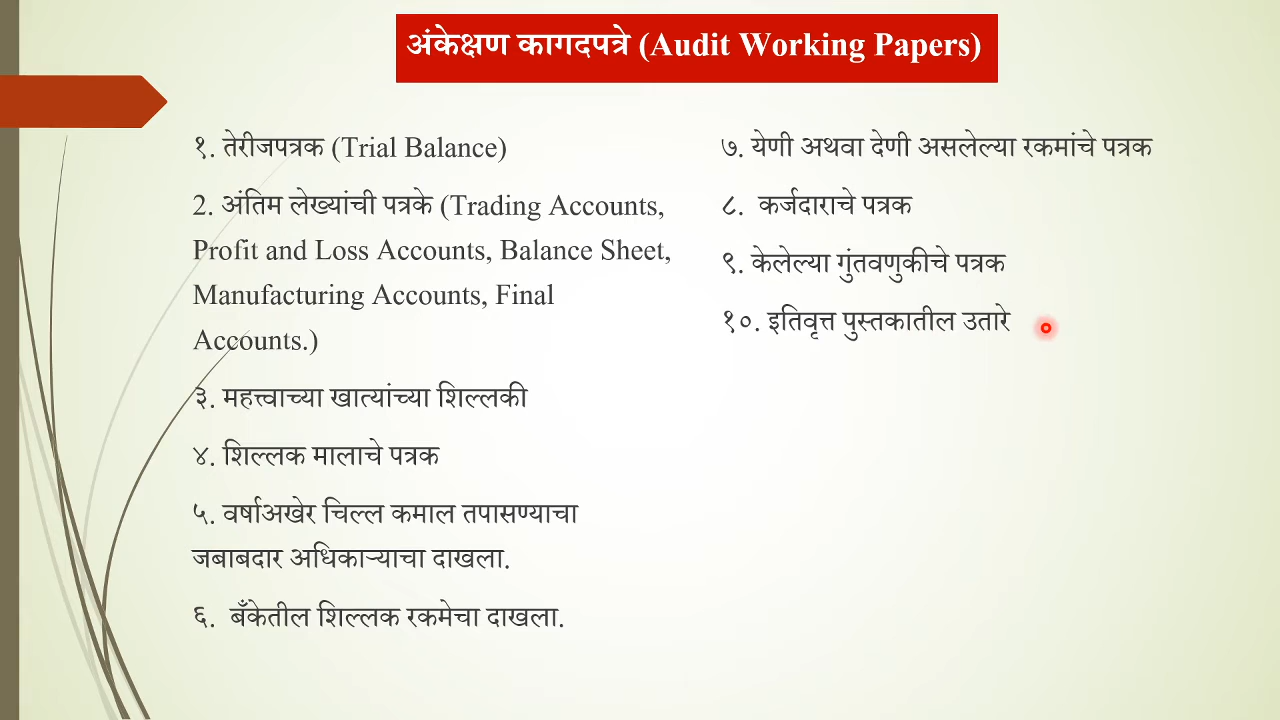 अंकेक्षण कागदपत्रे (Audit Working Papers)
१. तेरीजपत्रक (Trial Balance)
2. अंतिम लेख्यांची पत्रके (Trading Accounts,
Profit and Loss Accounts, Balance Sheet,
Manufacturing Accounts, Final
Accounts.)
३. महत्त्वाच्या खात्यांच्या शिल्लकी
४. शिल्लक मालाचे पत्रक
५. वर्षाअखेर चिल्ल कमाल तपासण्याचा
जबाबदार अधिकाऱ्याचा दाखला.
६. बँकेतील शिल्लक रकमेचा दाखला.
७. येणी अथवा देणी असलेल्या रकमांचे पत्रक
८. कर्जदाराचे पत्रक
९. केलेल्या गुंतवणुकीचे पत्रक
१०. इतिवृत्त पुस्तकातील उतारे